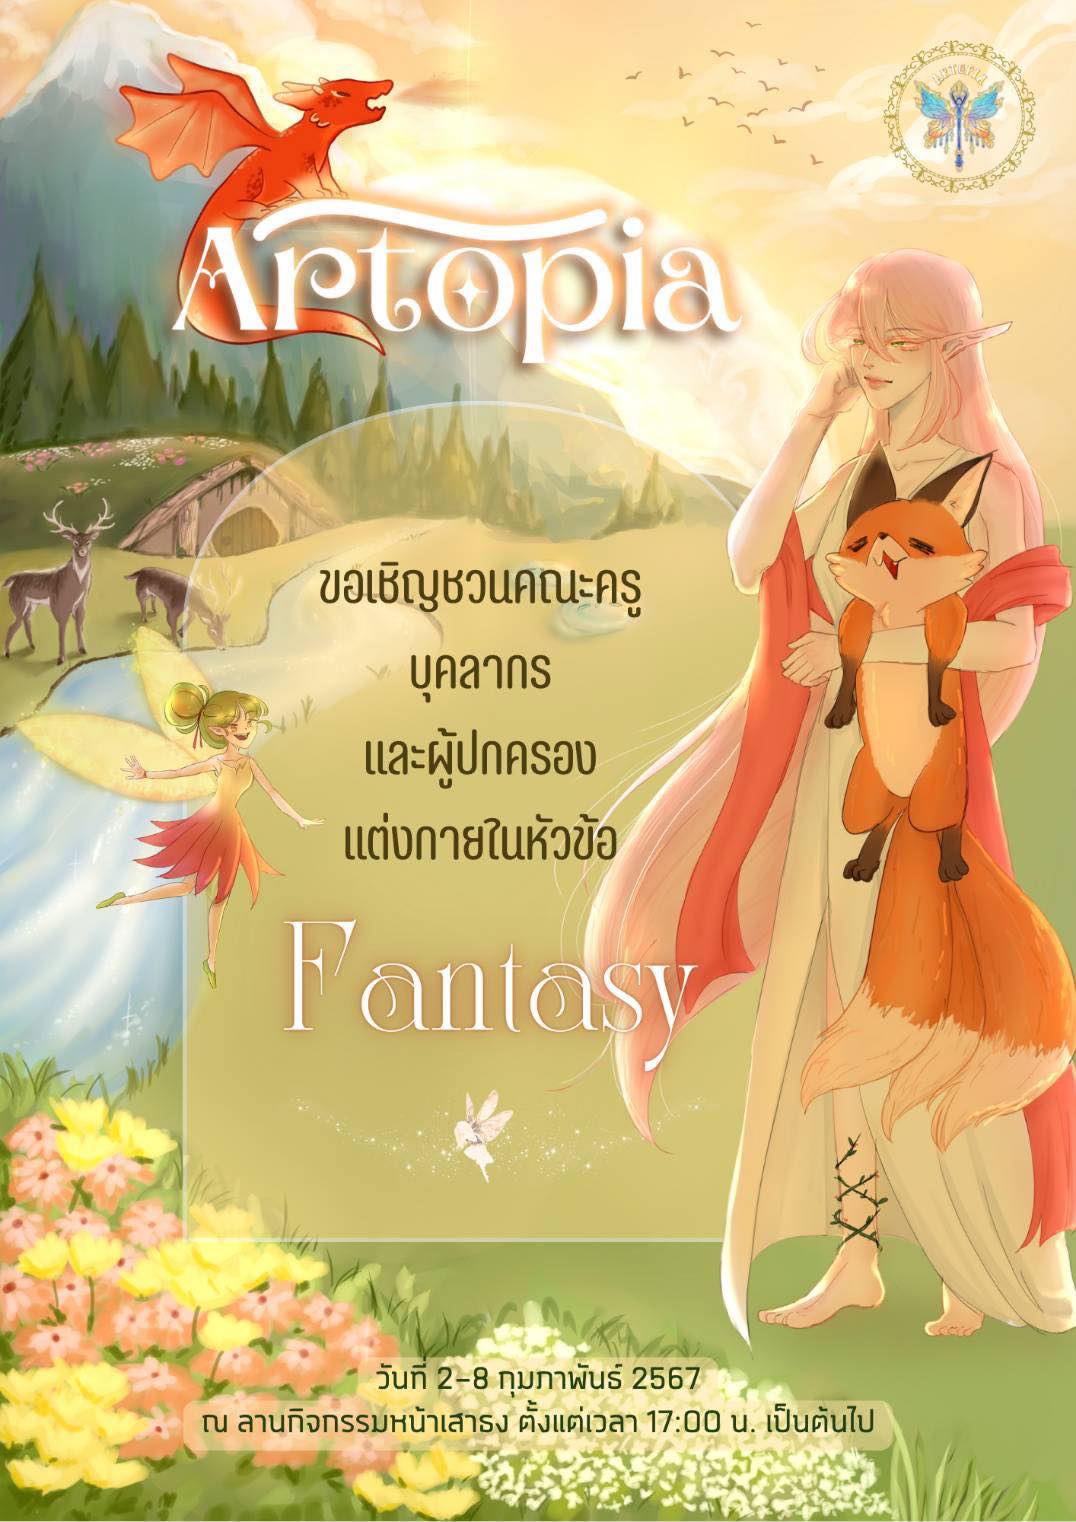 ARTOPIA
Artopia
ขอเชิญชวนคณะครู
บุคลากร
และผู้ปกครอง
แต่งกายในหัวข้อ
Fantasy
วันที่ 2-8 กุมภาพันธ์ 2567
ณ ลานกิจกรรมหน้าเสาธง ตั้งแต่เวลา 17:00 น. เป็นต้นไป